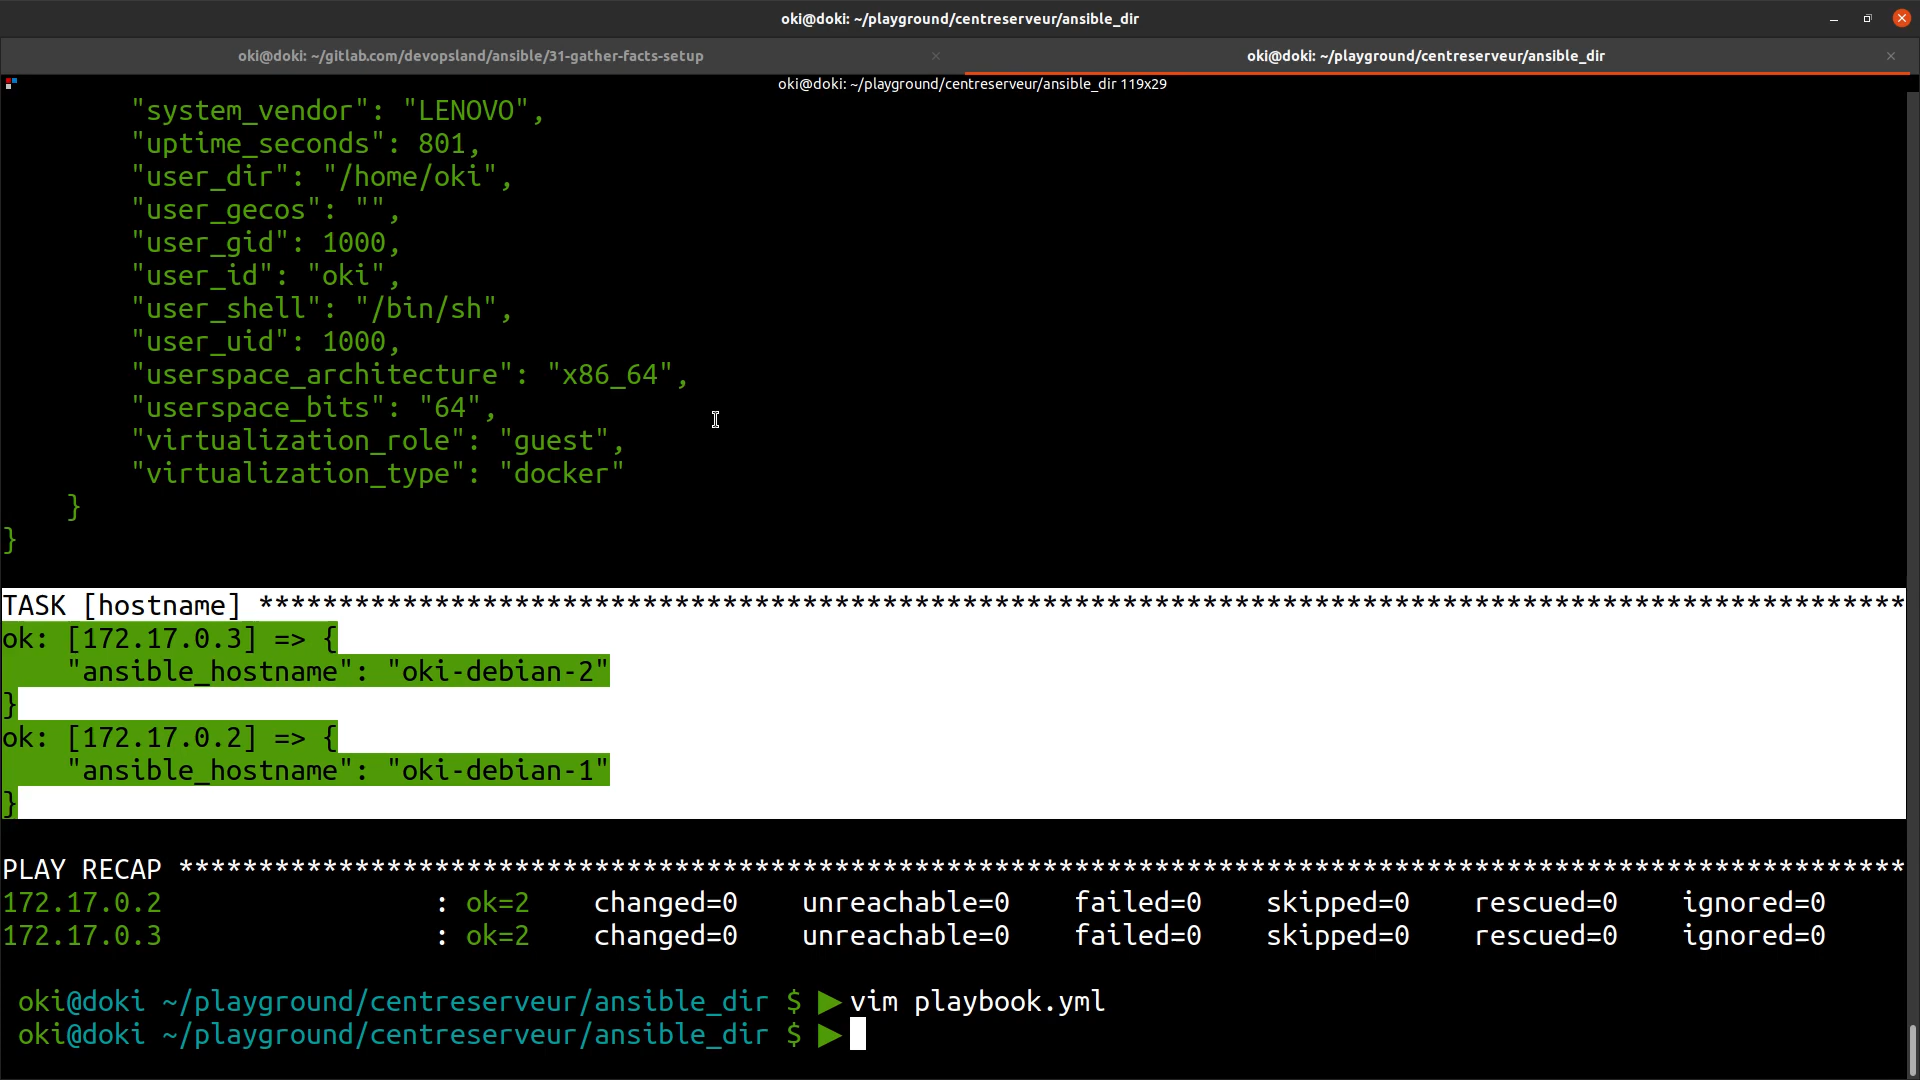 oki@doki: ~/playground/centreserveur/ansible_dir
oki@doki: ~/gitlab.com/devopsland/ansible/31-gather-facts-setup
oki@doki: ~/playground/centreserveur/ansible_dir
oki@doki: ~/playground/centreserveur/ansible_dir 119x29
"system_vendor": "LENOVO",
"uptime_seconds": 801,
"user_dir": "/home/oki",
"user_gecos": "",
"user_gid": 1000,
"user_id": "oki",
"user_shell": "/bin/sh",
"user_uid": 1000,
"userspace_architecture": "x86_64",
"userspace_bits": "64",
"virtualization_role": "guest",
"virtualization_type": "docker"
}
}
TASK [hostname] *******************************************************************************************************
ok: [172.17.0.3] => {
"ansible_hostname": "oki-debian-2"
}
ok: [172.17.0.2] => {
"ansible_hostname": "oki-debian-1"
}
PLAY RECAP ************************************************************************************************************
172.17.0.2 : ok=2 changed=0 unreachable=0 failed=0 skipped=0 rescued=0 ignored=0
172.17.0.3 : ok=2 changed=0 unreachable=0 failed=0 skipped=0 rescued=0 ignored=0
oki@doki ~/playground/centreserveur/ansible_dir $ ▶vim playbook.yml
oki@doki ~/playground/centreserveur/ansible_dir $ ▶